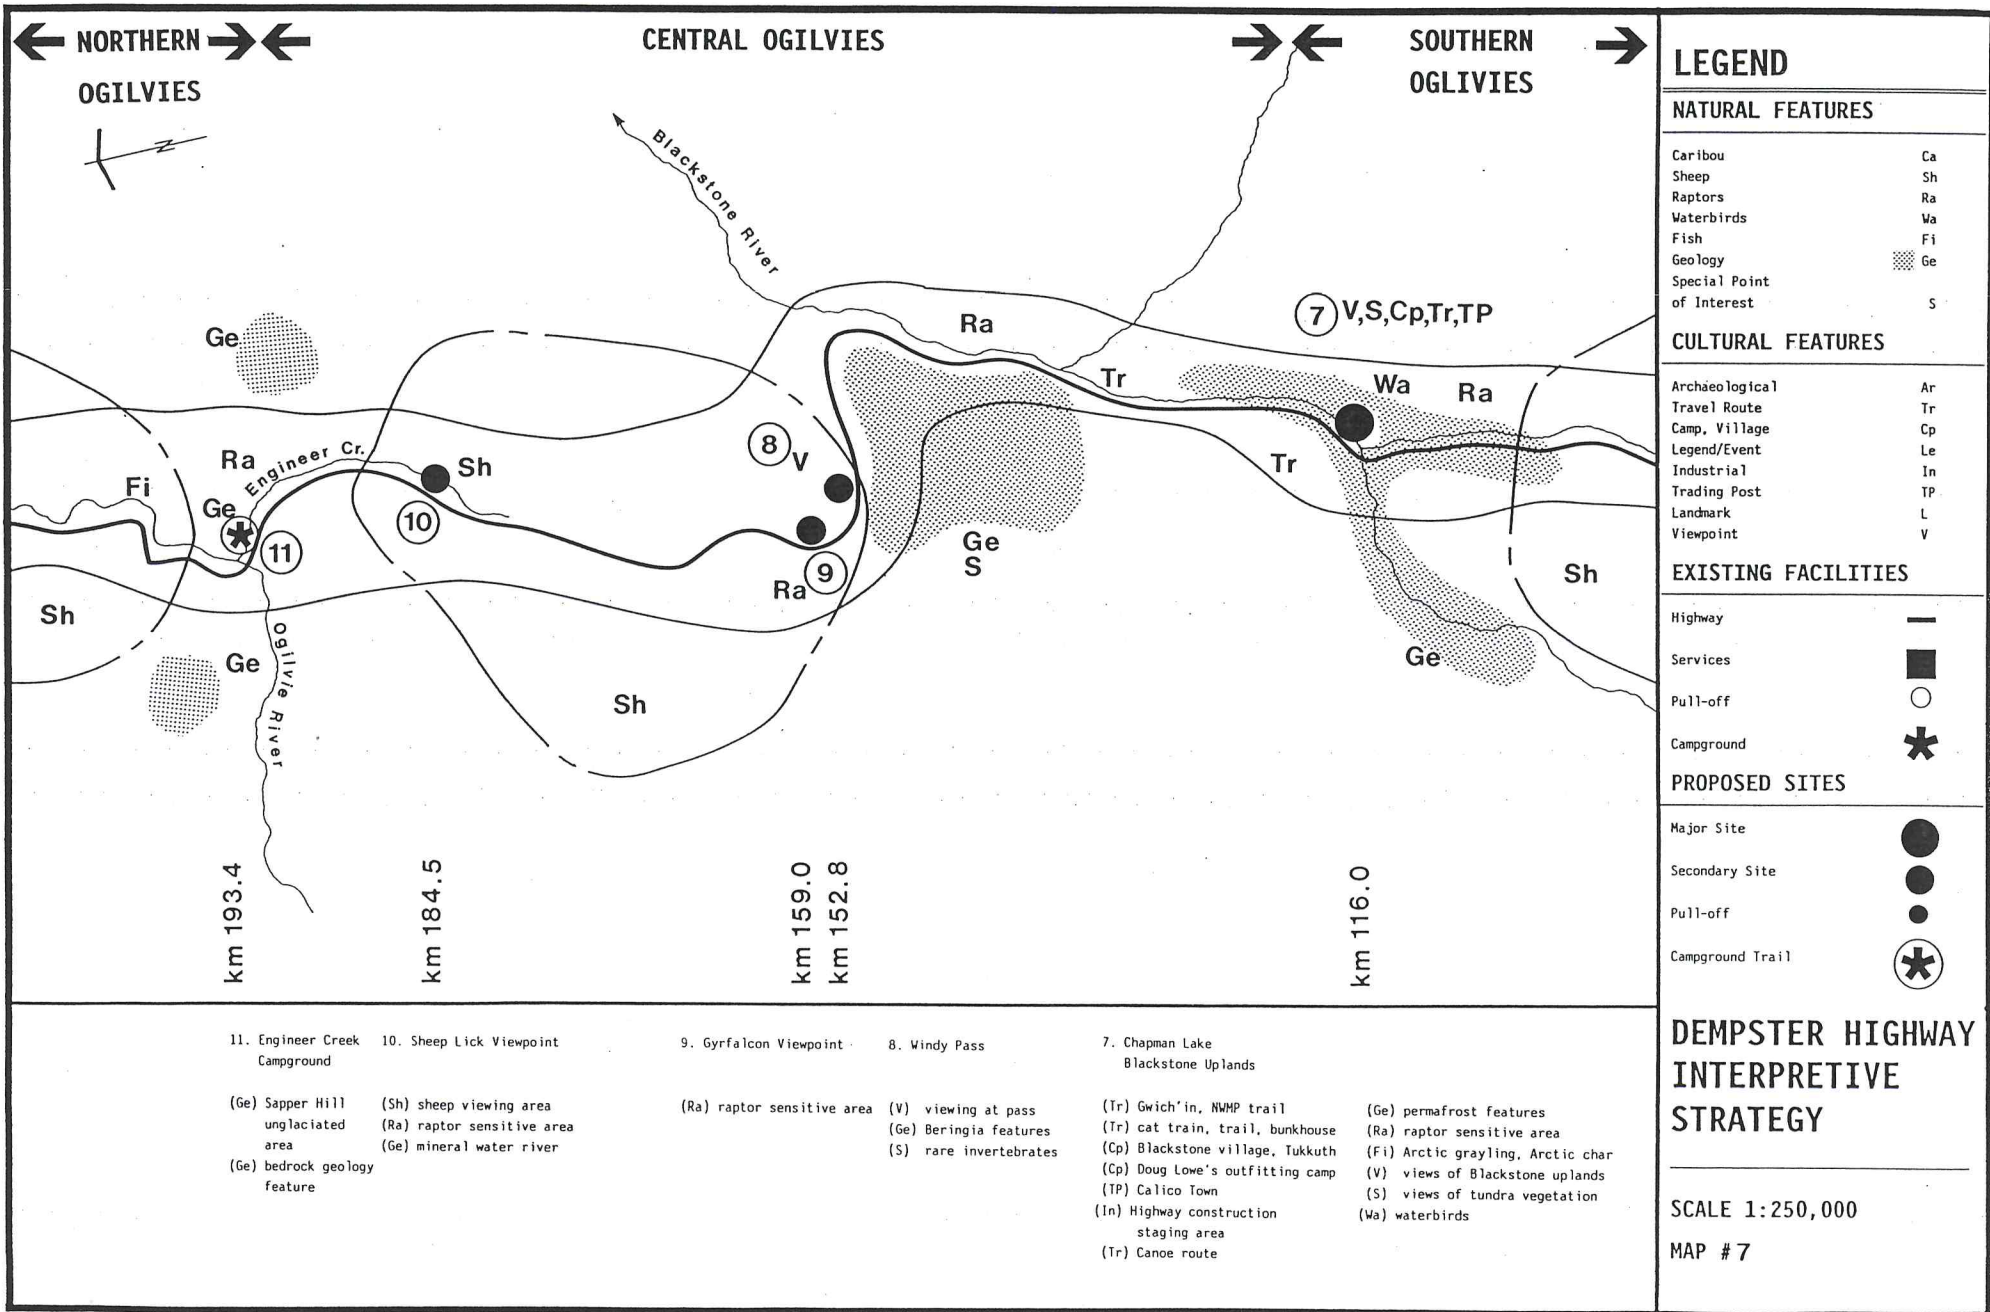 NORTHERN
OGILVIES
CENTRAL OGILVIES
SOUTHERN
OGLIVIES
N
Blackstone River
Ge
Ra
7 V,S,Cp,Tr,TP
Tr
Wa
Ra
8
V
Ra
Engineer Cr.
Sh
Fi
Ge
10
11
Tr
Ge
S
9
Ra
Sh
Sh
Ge
Ogilvie River
Ge
Sh
km 193.4
km 184.5
km 159.0
km 152.8
km 116.0
11. Engineer Creek
Campground
(Ge) Sapper Hill
unglaciated
area
(Ge) bedrock geology
feature
10. Sheep Lick Viewpoint
(Sh) sheep viewing area
(Ra) raptor sensitive area
(Ge) mineral water river
9. Gyrfalcon Viewpoint
(Ra) raptor sensitive area
8. Windy Pass
(V) viewing at pass
(Ge) Beringia features
(S) rare invertebrates
7. Chapman Lake
Blackstone Uplands
(Tr) Gwich'in, NWMP trail
(Tr) cat train, trail, bunkhouse
(Cp) Blackstone village, Tukkuth
(Cp) Doug Lowe's outfitting camp
(TP) Calico Town
(In) Highway construction
staging area
(Tr) Canoe route
(Ge) permafrost features
(Ra) raptor sensitive area
(Fi) Arctic grayling, Arctic char
(V) views of Blackstone uplands
(S) views of tundra vegetation
(Wa) waterbirds
LEGEND
NATURAL FEATURES
Caribou Ca
Sheep Sh
Raptors Ra
Waterbirds Wa
Fish Fi
Geology Ge
Special Point
of Interest S
CULTURAL FEATURES
Archaeological Ar
Travel Route Tr
Camp, Village Cp
Legend/Event Le
Industrial In
Trading Post TP
Landmark L
Viewpoint V
EXISTING FACILITIES
Highway
Services
Pull-off
Campground
PROPOSED SITES
Major Site
Secondary Site
Pull-off
Campground Trail
DEMPSTER HIGHWAY
INTERPRETIVE
STRATEGY
SCALE 1:250,000
MAP #7